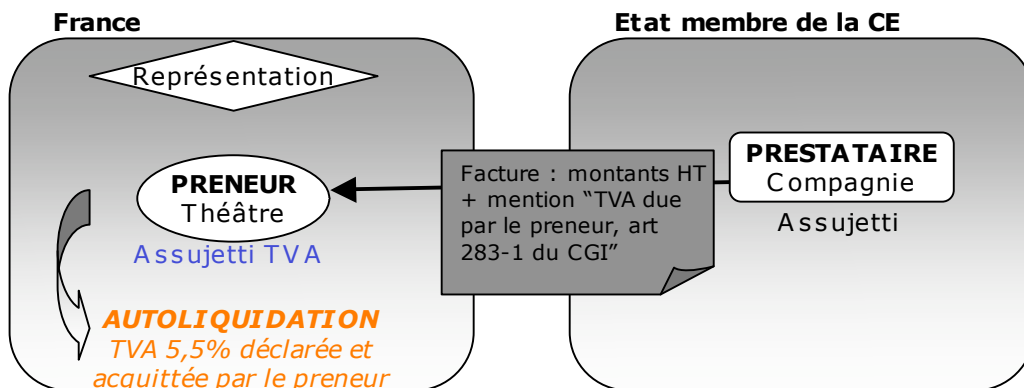 France
Etat membre de la CE
Représentation
PRENEUR
Théâtre
Assujetti TVA
AUTOLIQUIDATION
TVA 5,5% déclarée et
acquittée par le preneur
Facture : montants HT
+ mention “TVA due
par le preneur, art
283-1 du CGI”
PRESTATAIRE
Compagnie
Assujetti